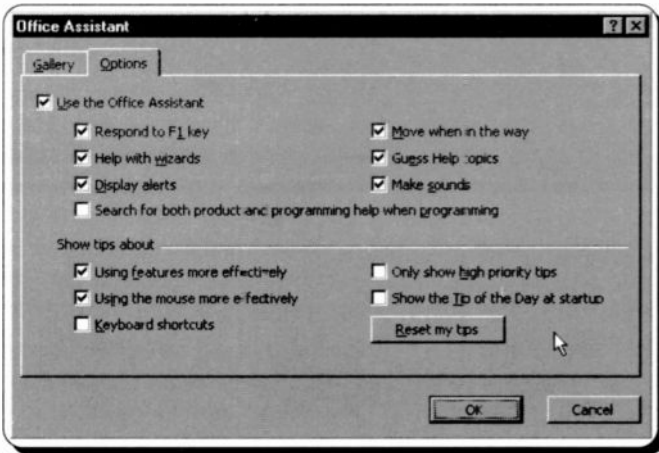 Office Assistant
Gallery Options
Use the Office Assistant
Respond to F1 key
Move when in the way
Help with wizards
Guess Help topics
Display alerts
Make sounds
Search for both product and programming help when programming
Show tips about
Using features more effectively
Only show high priority tips
Using the mouse more effectively
Show the Tip of the Day at startup
Keyboard shortcuts
Reset my tips
OK Cancel